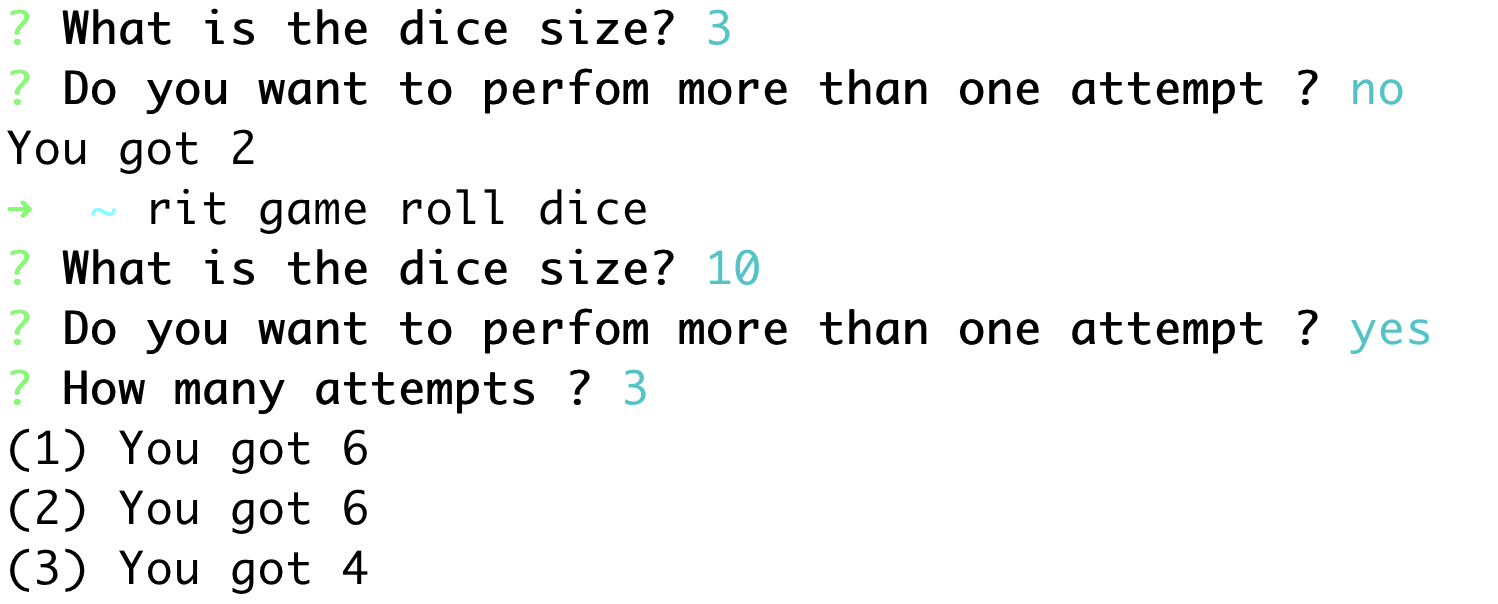 ? What is the dice size? 3
? Do you want to perfom more than one attempt ? no
You got 2
➜  ~ rit game roll dice
? What is the dice size? 10
? Do you want to perfom more than one attempt ? yes
? How many attempts ? 3
(1) You got 6
(2) You got 6
(3) You got 4